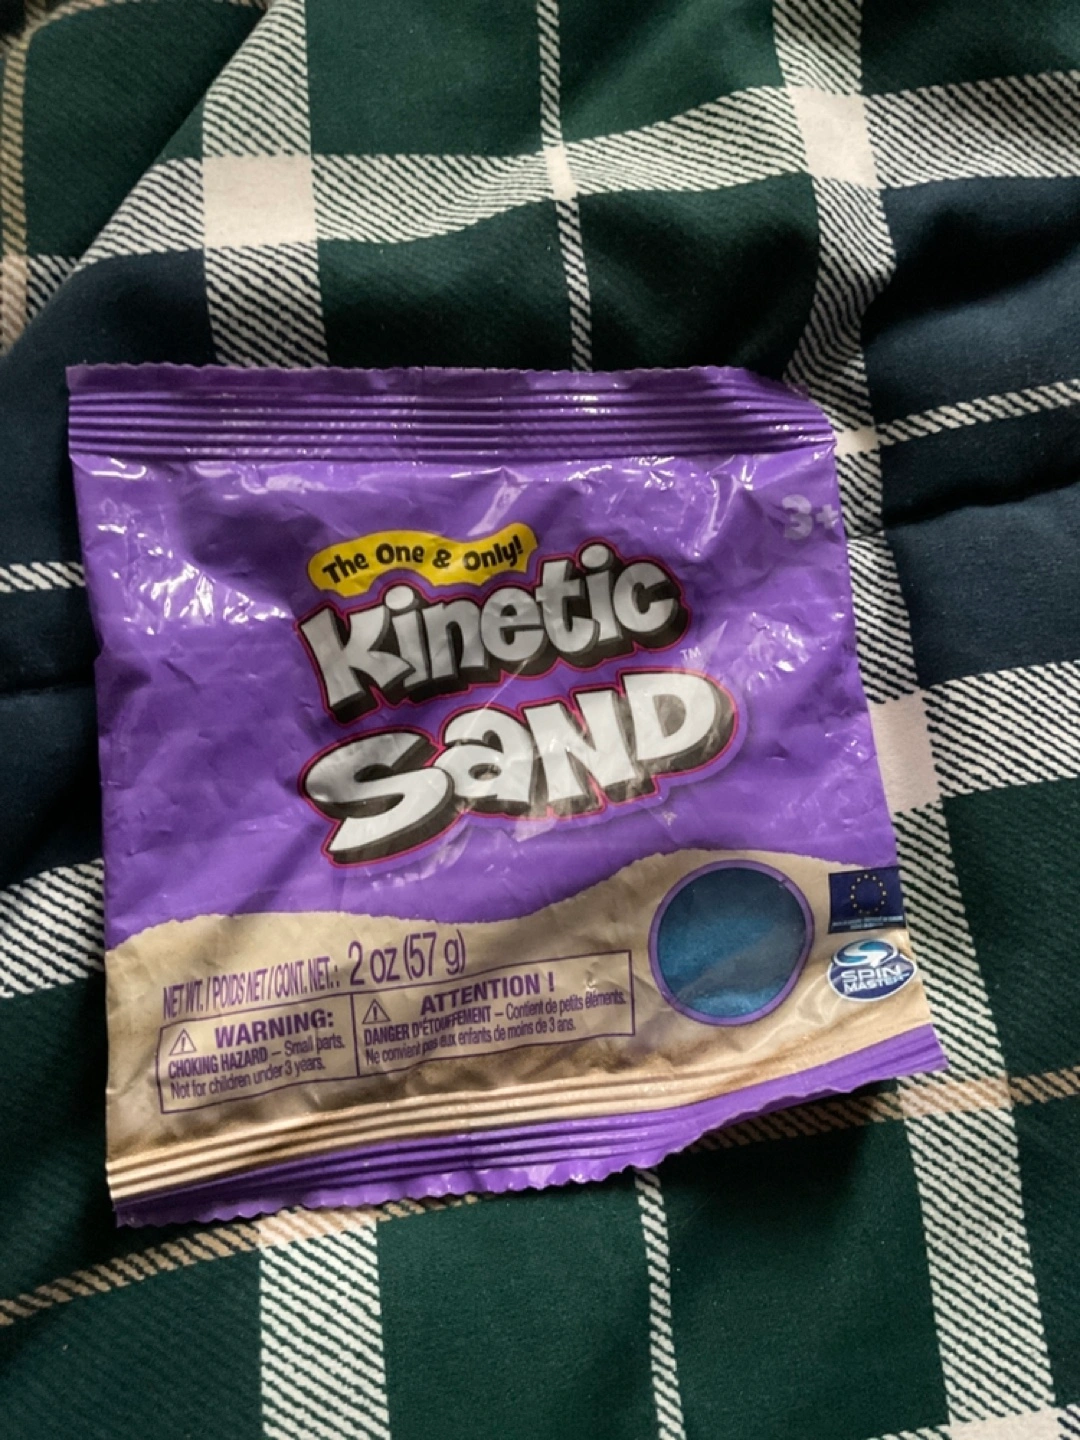 3+
The One & Only!
Kinetic
SAND™
NET WT. / POIDS NET / CONT. NET.: 2 oz (57 g)
WARNING:
CHOKING HAZARD – Small parts.
Not for children under 3 years.
ATTENTION !
DANGER D'ÉTOUFFEMENT – Contient de petits éléments.
Ne convient pas aux enfants de moins de 3 ans.
SPIN
MASTER